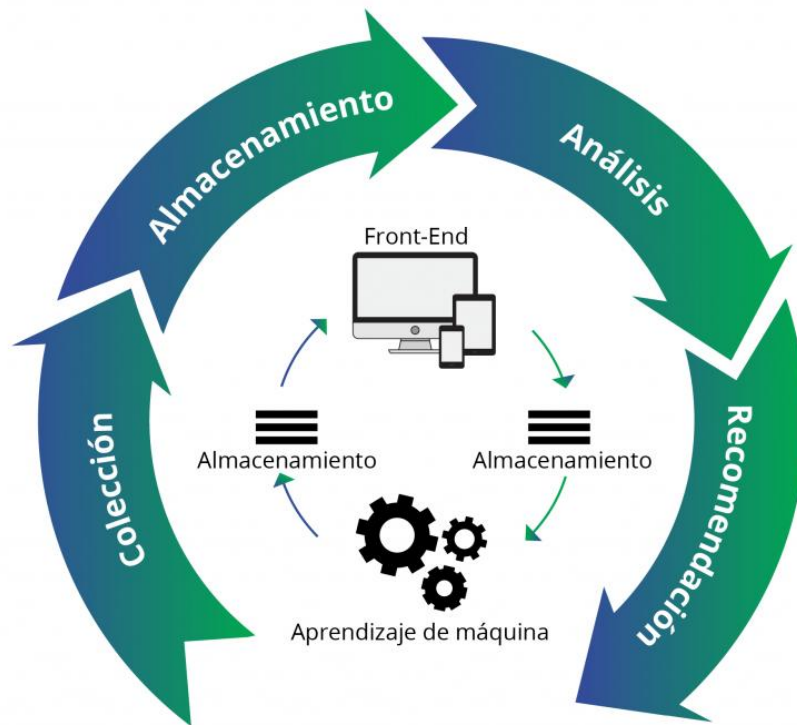 Almacenamiento
Análisis
Front-End
Colección
Almacenamiento
Almacenamiento
Recomendación
Aprendizaje de máquina